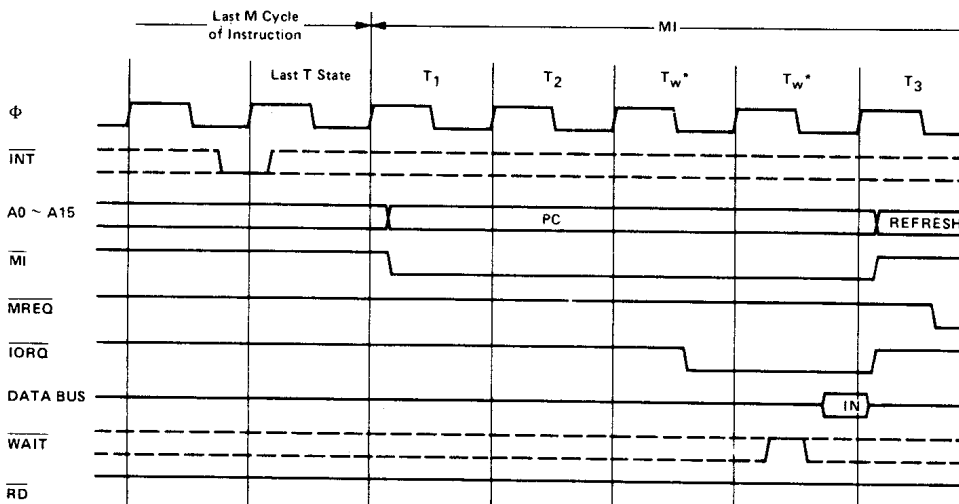 Last M Cycle
of Instruction
MI
Last T State
T1
T2
Tw*
Tw*
T3
Φ
INT
A0 ~ A15
PC
REFRESH
MI
MREQ
IORQ
DATA BUS
IN
WAIT
RD